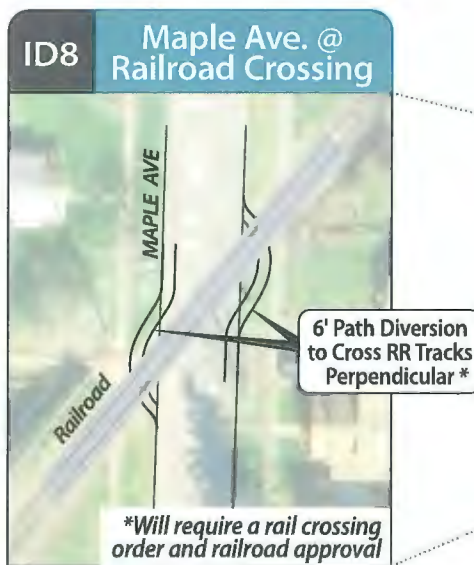 ID8
Maple Ave. @
Railroad Crossing
MAPLE AVE
6' Path Diversion
to Cross RR Tracks
Perpendicular *
Railroad
*Will require a rail crossing
order and railroad approval